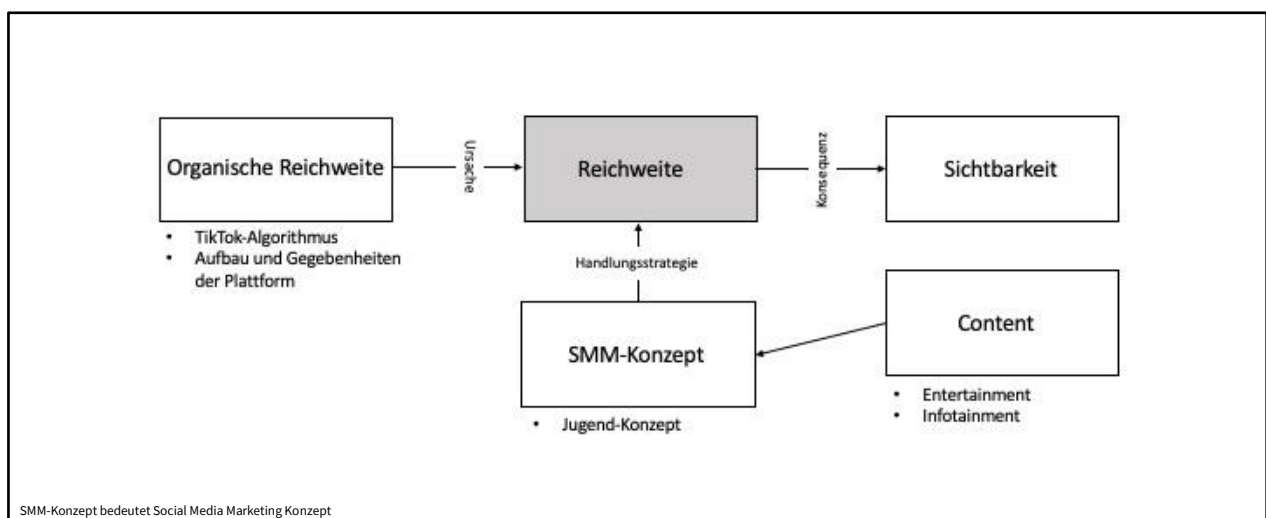 Organische Reichweite
Ursache
Reichweite
Konsequenz
Sichtbarkeit
• TikTok-Algorithmus
• Aufbau und Gegebenheiten
der Plattform
Handlungsstrategie
SMM-Konzept
• Jugend-Konzept
Content
• Entertainment
• Infotainment
SMM-Konzept bedeutet Social Media Marketing Konzept